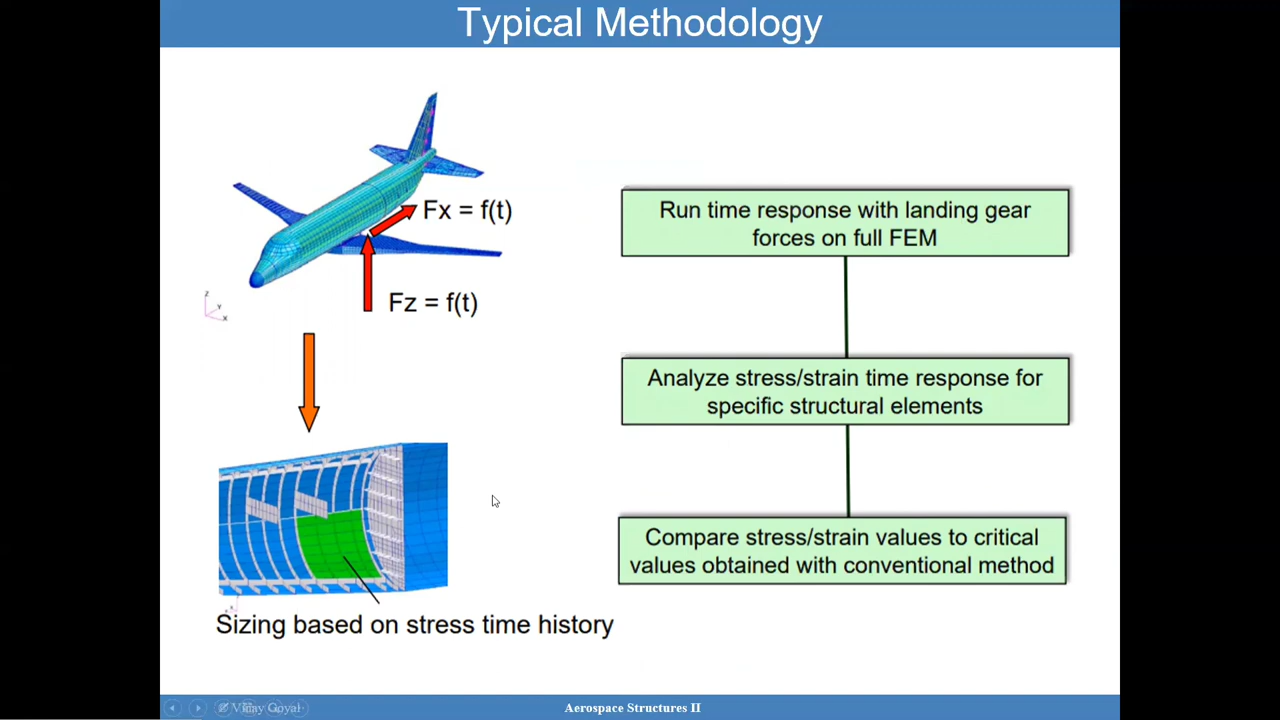 Typical Methodology
Fx = f(t)
Fz = f(t)
z
Y
X
Run time response with landing gear
forces on full FEM
Analyze stress/strain time response for
specific structural elements
Compare stress/strain values to critical
values obtained with conventional method
Sizing based on stress time history
Vijay Goyal
Aerospace Structures II